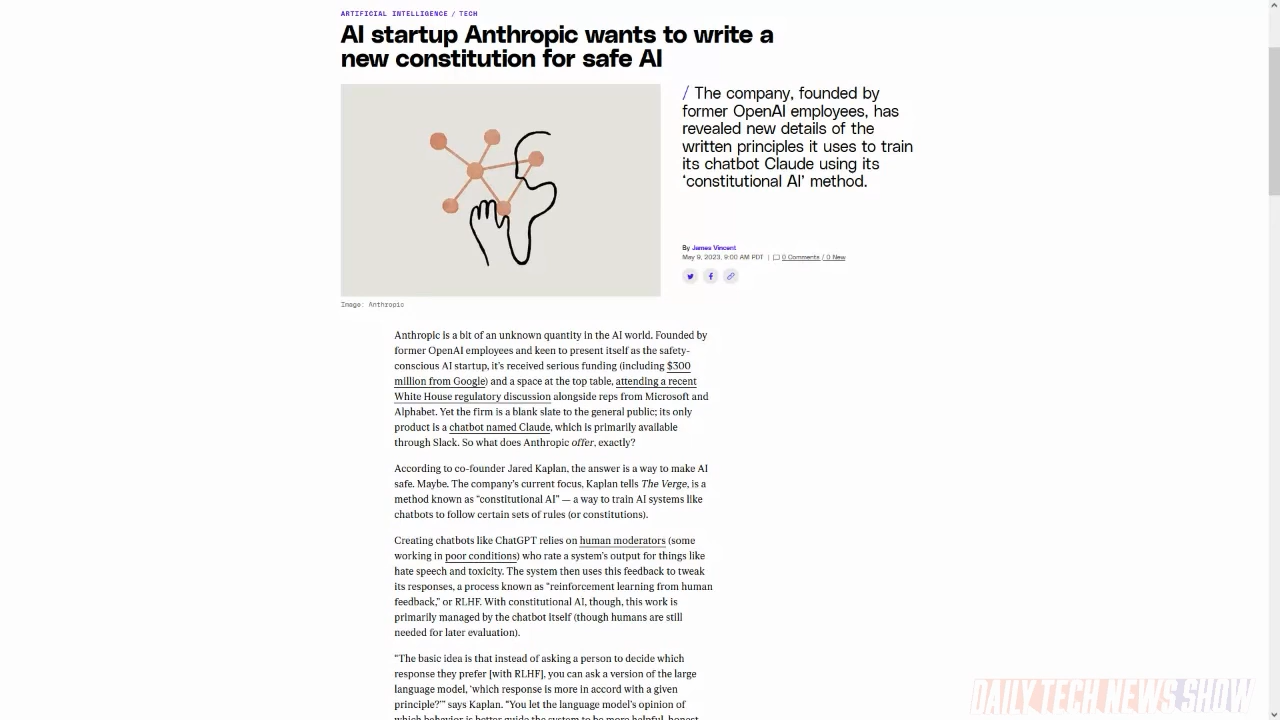 ARTIFICIAL INTELLIGENCE / TECH
AI startup Anthropic wants to write a
new constitution for safe AI
/ The company, founded by
former OpenAI employees, has
revealed new details of the
written principles it uses to train
its chatbot Claude using its
‘constitutional AI’ method.
By James Vincent
May 9, 2023, 9:00 AM PDT | 0 Comments / 0 New
Image: Anthropic
Anthropic is a bit of an unknown quantity in the AI world. Founded by
former OpenAI employees and keen to present itself as the safety-
conscious AI startup, it’s received serious funding (including $300
million from Google) and a space at the top table, attending a recent
White House regulatory discussion alongside reps from Microsoft and
Alphabet. Yet the firm is a blank slate to the general public; its only
product is a chatbot named Claude, which is primarily available
through Slack. So what does Anthropic offer, exactly?
According to co-founder Jared Kaplan, the answer is a way to make AI
safe. Maybe. The company’s current focus, Kaplan tells The Verge, is a
method known as “constitutional AI” — a way to train AI systems like
chatbots to follow certain sets of rules (or constitutions).
Creating chatbots like ChatGPT relies on human moderators (some
working in poor conditions) who rate a system’s output for things like
hate speech and toxicity. The system then uses this feedback to tweak
its responses, a process known as “reinforcement learning from human
feedback,” or RLHF. With constitutional AI, though, this work is
primarily managed by the chatbot itself (though humans are still
needed for later evaluation).
“The basic idea is that instead of asking a person to decide which
response they prefer [with RLHF], you can ask a version of the large
language model, ‘which response is more in accord with a given
principle?’” says Kaplan. “You let the language model’s opinion of
which behavior is better guide the system to be more helpful, honest
DAILY TECH NEWS SHOW